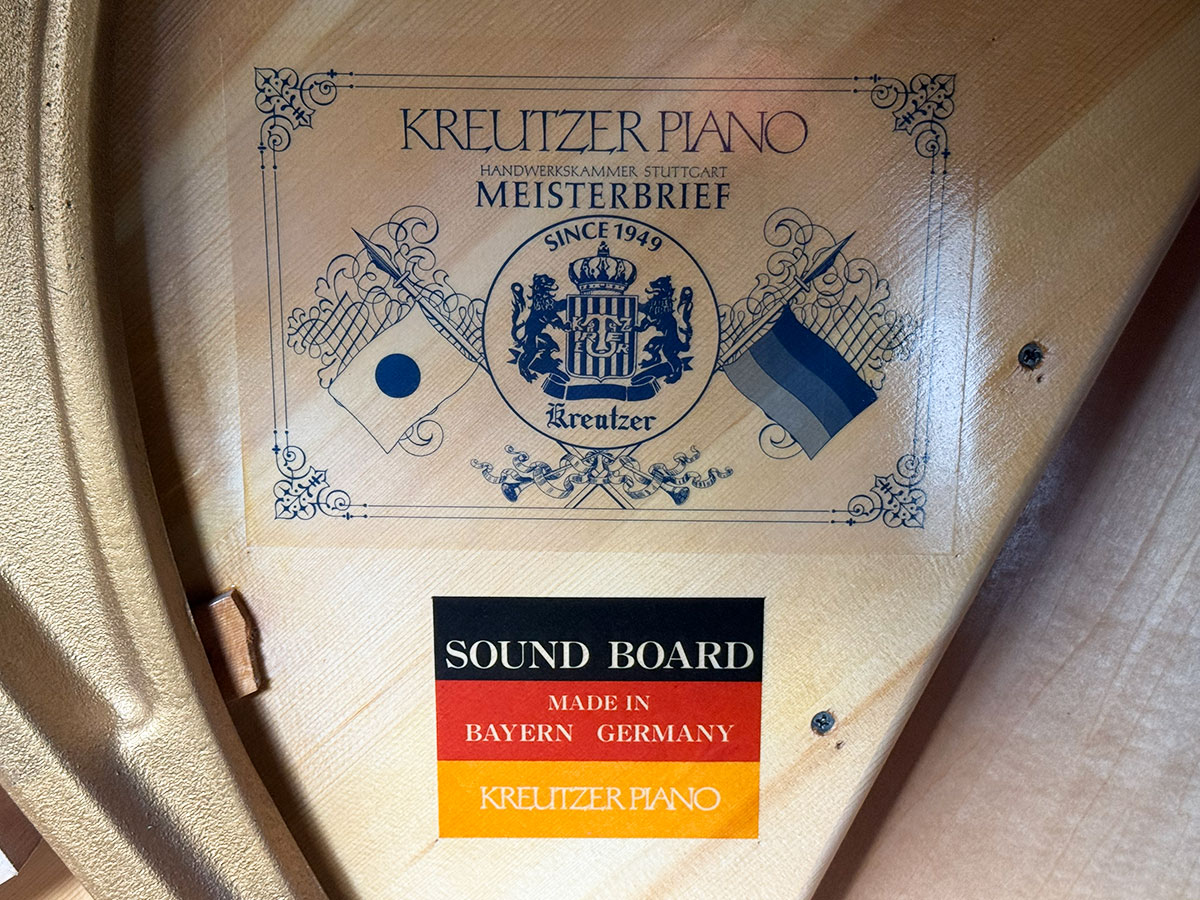 KREUTZER PIANO
HANDWERKSKAMMER STUTTGART
MEISTERBRIEF
SINCE 1949
Kreutzer
SOUND BOARD
MADE IN
BAYERN GERMANY
KREUTZER PIANO